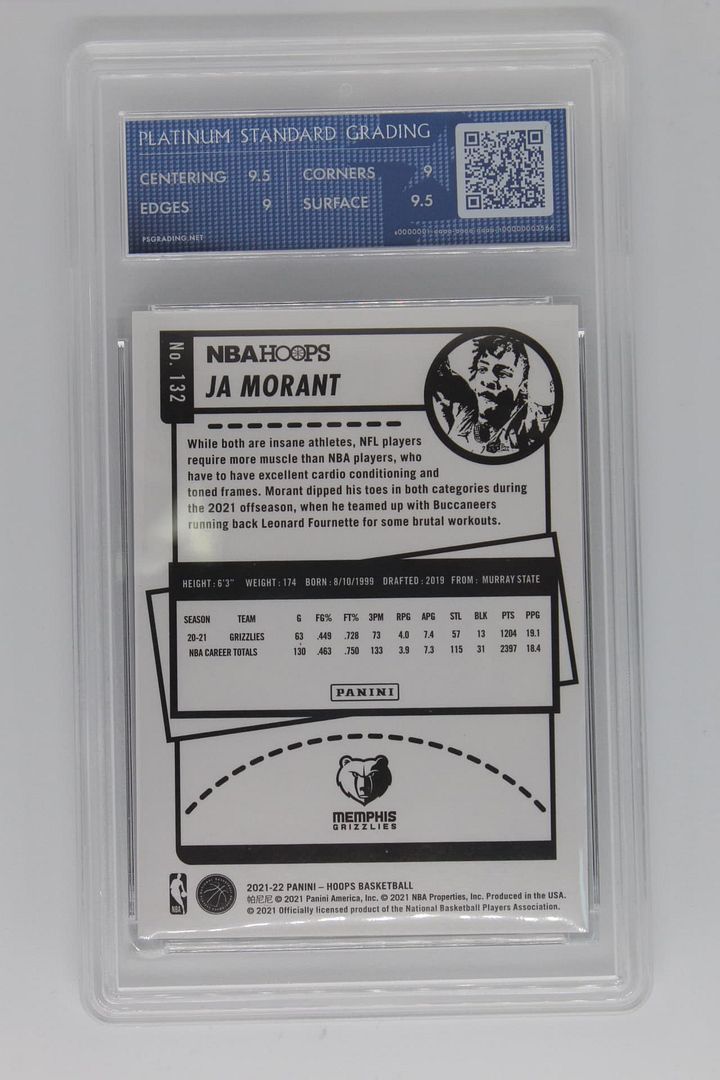 PLATINUM STANDARD GRADING
CENTERING 9.5 CORNERS 9
EDGES 9 SURFACE 9.5
PSGRADING.NET
No. 132
NBA HOOPS
JA MORANT
While both are insane athletes, NFL players
require more muscle than NBA players, who
have to have excellent cardio conditioning and
toned frames. Morant dipped his toes in both categories during
the 2021 offseason, when he teamed up with Buccaneers
running back Leonard Fournette for some brutal workouts.
HEIGHT: 6'3" WEIGHT: 174 BORN: 8/10/1999 DRAFTED: 2019 FROM: MURRAY STATE
SEASON TEAM G FG% FT% 3PM RPG APG STL BLK PTS PPG
20-21 GRIZZLIES 63 .449 .728 73 4.0 7.4 57 13 1204 19.1
NBA CAREER TOTALS 130 .463 .750 133 3.9 7.3 115 31 2397 18.4
PANINI
MEMPHIS
GRIZZLIES
NBA
2021-22 PANINI – HOOPS BASKETBALL
帕尼尼 © 2021 Panini America, Inc. © 2021 NBA Properties, Inc. Produced in the USA.
© 2021 Officially licensed product of the National Basketball Players Association.